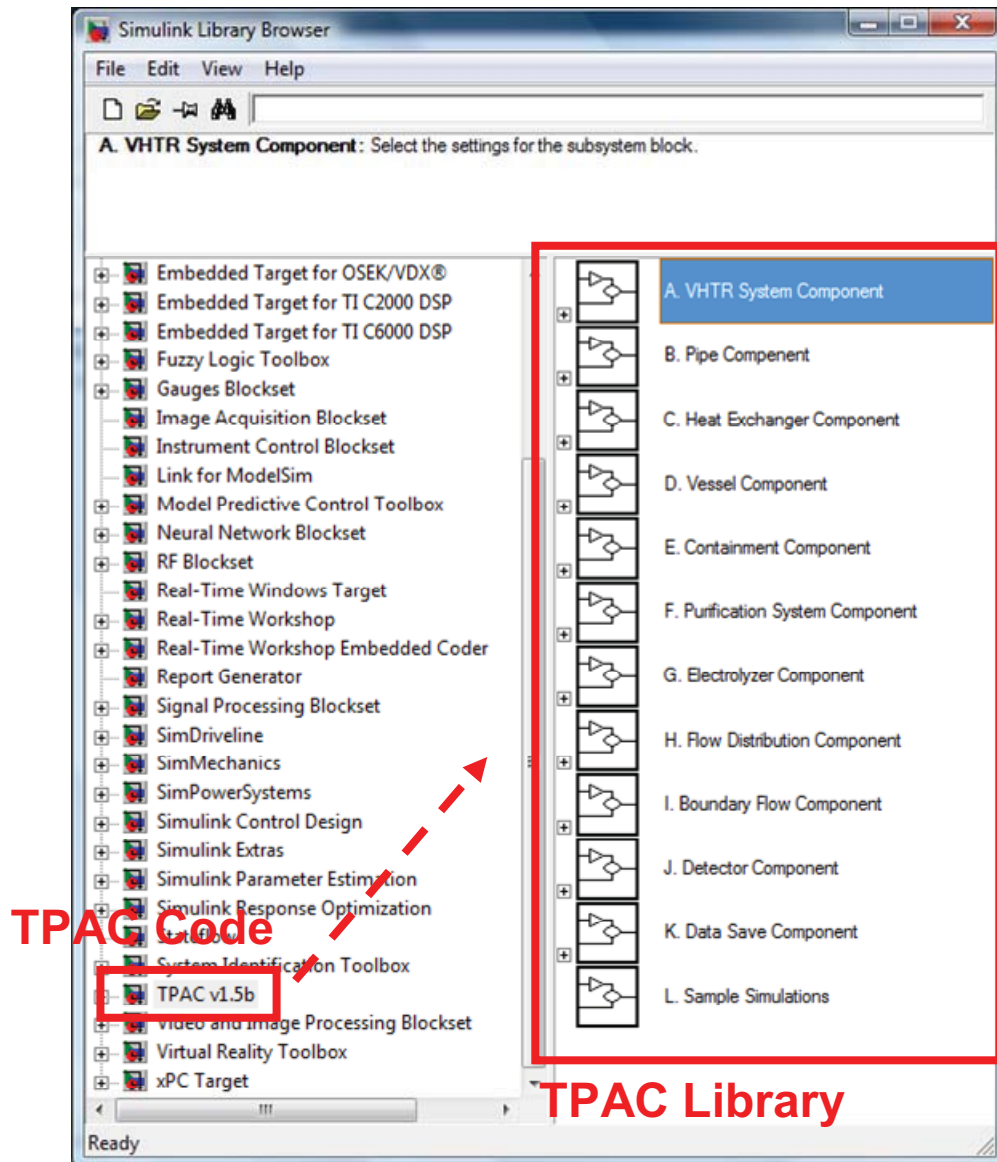 Simulink Library Browser
File Edit View Help
A. VHTR System Component: Select the settings for the subsystem block.
Embedded Target for OSEK/VDX®
Embedded Target for TI C2000 DSP
Embedded Target for TI C6000 DSP
Fuzzy Logic Toolbox
Gauges Blockset
Image Acquisition Blockset
Instrument Control Blockset
Link for ModelSim
Model Predictive Control Toolbox
Neural Network Blockset
RF Blockset
Real-Time Windows Target
Real-Time Workshop
Real-Time Workshop Embedded Coder
Report Generator
Signal Processing Blockset
SimDriveline
SimMechanics
SimPowerSystems
Simulink Control Design
Simulink Extras
Simulink Parameter Estimation
Simulink Response Optimization
Stateflow
System Identification Toolbox
TPAC v1.5b
Video and Image Processing Blockset
Virtual Reality Toolbox
xPC Target
TPAC Code
A. VHTR System Component
B. Pipe Compenent
C. Heat Exchanger Component
D. Vessel Component
E. Containment Component
F. Purification System Component
G. Electrolyzer Component
H. Flow Distribution Component
I. Boundary Flow Component
J. Detector Component
K. Data Save Component
L. Sample Simulations
TPAC Library
Ready